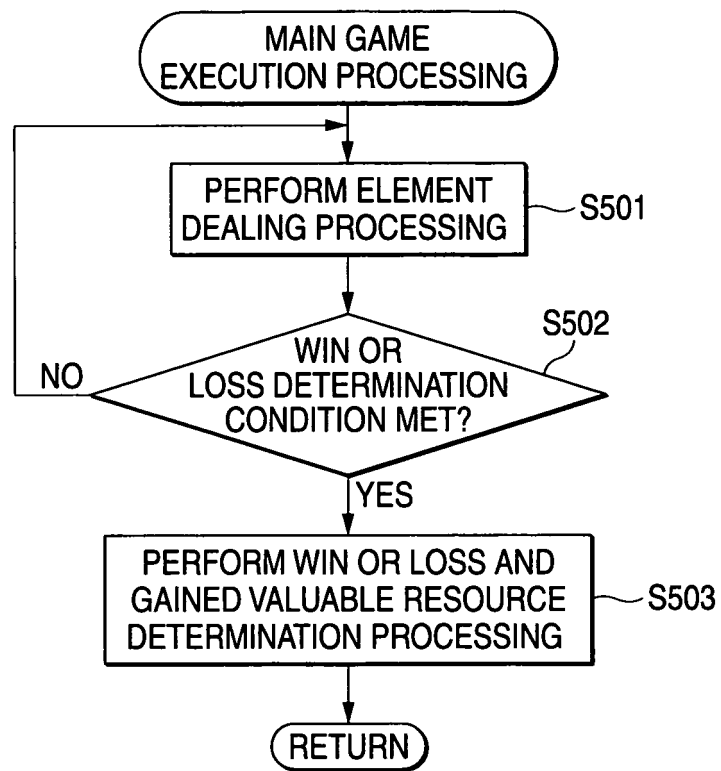 MAIN GAME
EXECUTION PROCESSING
PERFORM ELEMENT
DEALING PROCESSING
S501
S502
WIN OR
LOSS DETERMINATION
CONDITION MET?
NO
YES
PERFORM WIN OR LOSS AND
GAINED VALUABLE RESOURCE
DETERMINATION PROCESSING
S503
RETURN